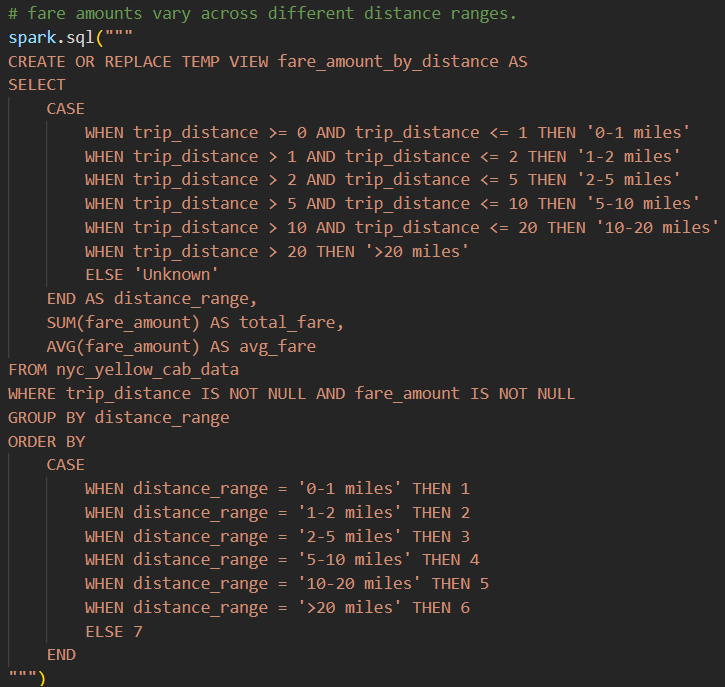 # fare amounts vary across different distance ranges.
spark.sql("""
CREATE OR REPLACE TEMP VIEW fare_amount_by_distance AS
SELECT
    CASE
        WHEN trip_distance >= 0 AND trip_distance <= 1 THEN '0-1 miles'
        WHEN trip_distance > 1 AND trip_distance <= 2 THEN '1-2 miles'
        WHEN trip_distance > 2 AND trip_distance <= 5 THEN '2-5 miles'
        WHEN trip_distance > 5 AND trip_distance <= 10 THEN '5-10 miles'
        WHEN trip_distance > 10 AND trip_distance <= 20 THEN '10-20 miles'
        WHEN trip_distance > 20 THEN '>20 miles'
        ELSE 'Unknown'
    END AS distance_range,
    SUM(fare_amount) AS total_fare,
    AVG(fare_amount) AS avg_fare
FROM nyc_yellow_cab_data
WHERE trip_distance IS NOT NULL AND fare_amount IS NOT NULL
GROUP BY distance_range
ORDER BY
    CASE
        WHEN distance_range = '0-1 miles' THEN 1
        WHEN distance_range = '1-2 miles' THEN 2
        WHEN distance_range = '2-5 miles' THEN 3
        WHEN distance_range = '5-10 miles' THEN 4
        WHEN distance_range = '10-20 miles' THEN 5
        WHEN distance_range = '>20 miles' THEN 6
        ELSE 7
    END
""")